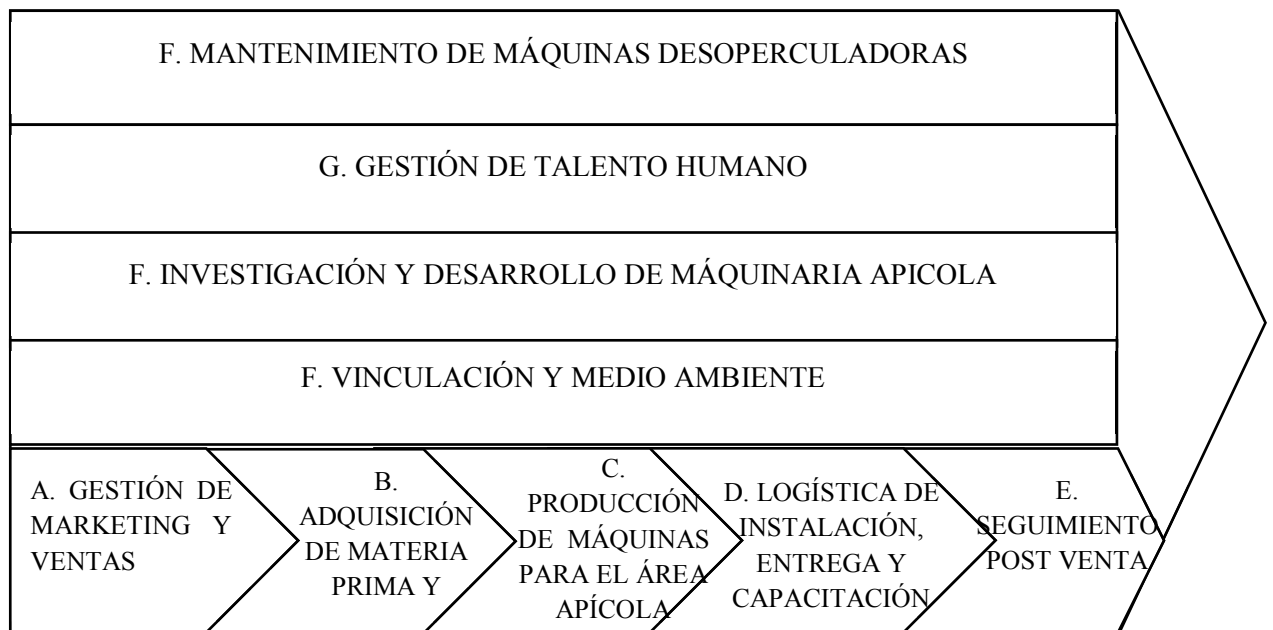 F. MANTENIMIENTO DE MÁQUINAS DESOPERCULADORAS
G. GESTIÓN DE TALENTO HUMANO
F. INVESTIGACIÓN Y DESARROLLO DE MÁQUINARIA APICOLA
F. VINCULACIÓN Y MEDIO AMBIENTE
A. GESTIÓN DE
MARKETING Y
VENTAS
B.
ADQUISICIÓN
DE MATERIA
PRIMA Y
C.
PRODUCCIÓN
DE MÁQUINAS
PARA EL ÁREA
APÍCOLA
D. LOGÍSTICA DE
INSTALACIÓN,
ENTREGA Y
CAPACITACIÓN
E.
SEGUIMIENTO
POST VENTA